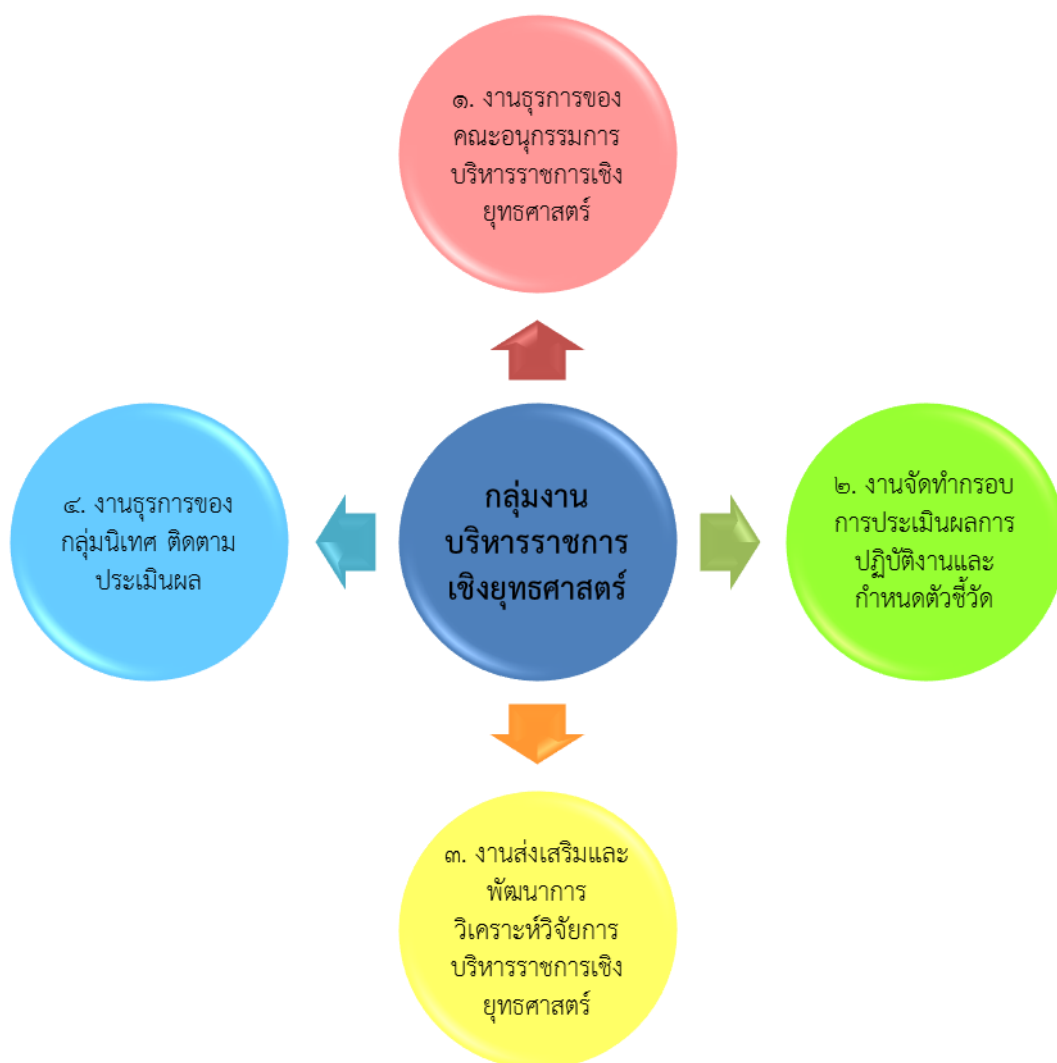 ๑. งานธุรการของ
คณะอนุกรรมการ
บริหารราชการเชิง
ยุทธศาสตร์
๔. งานธุรการของ
กลุ่มนิเทศ ติดตาม
ประเมินผล
กลุ่มงาน
บริหารราชการ
เชิงยุทธศาสตร์
๒. งานจัดทำกรอบ
การประเมินผลการ
ปฏิบัติงานและ
กำหนดตัวชี้วัด
๓. งานส่งเสริมและ
พัฒนาการ
วิเคราะห์วิจัยการ
บริหารราชการเชิง
ยุทธศาสตร์